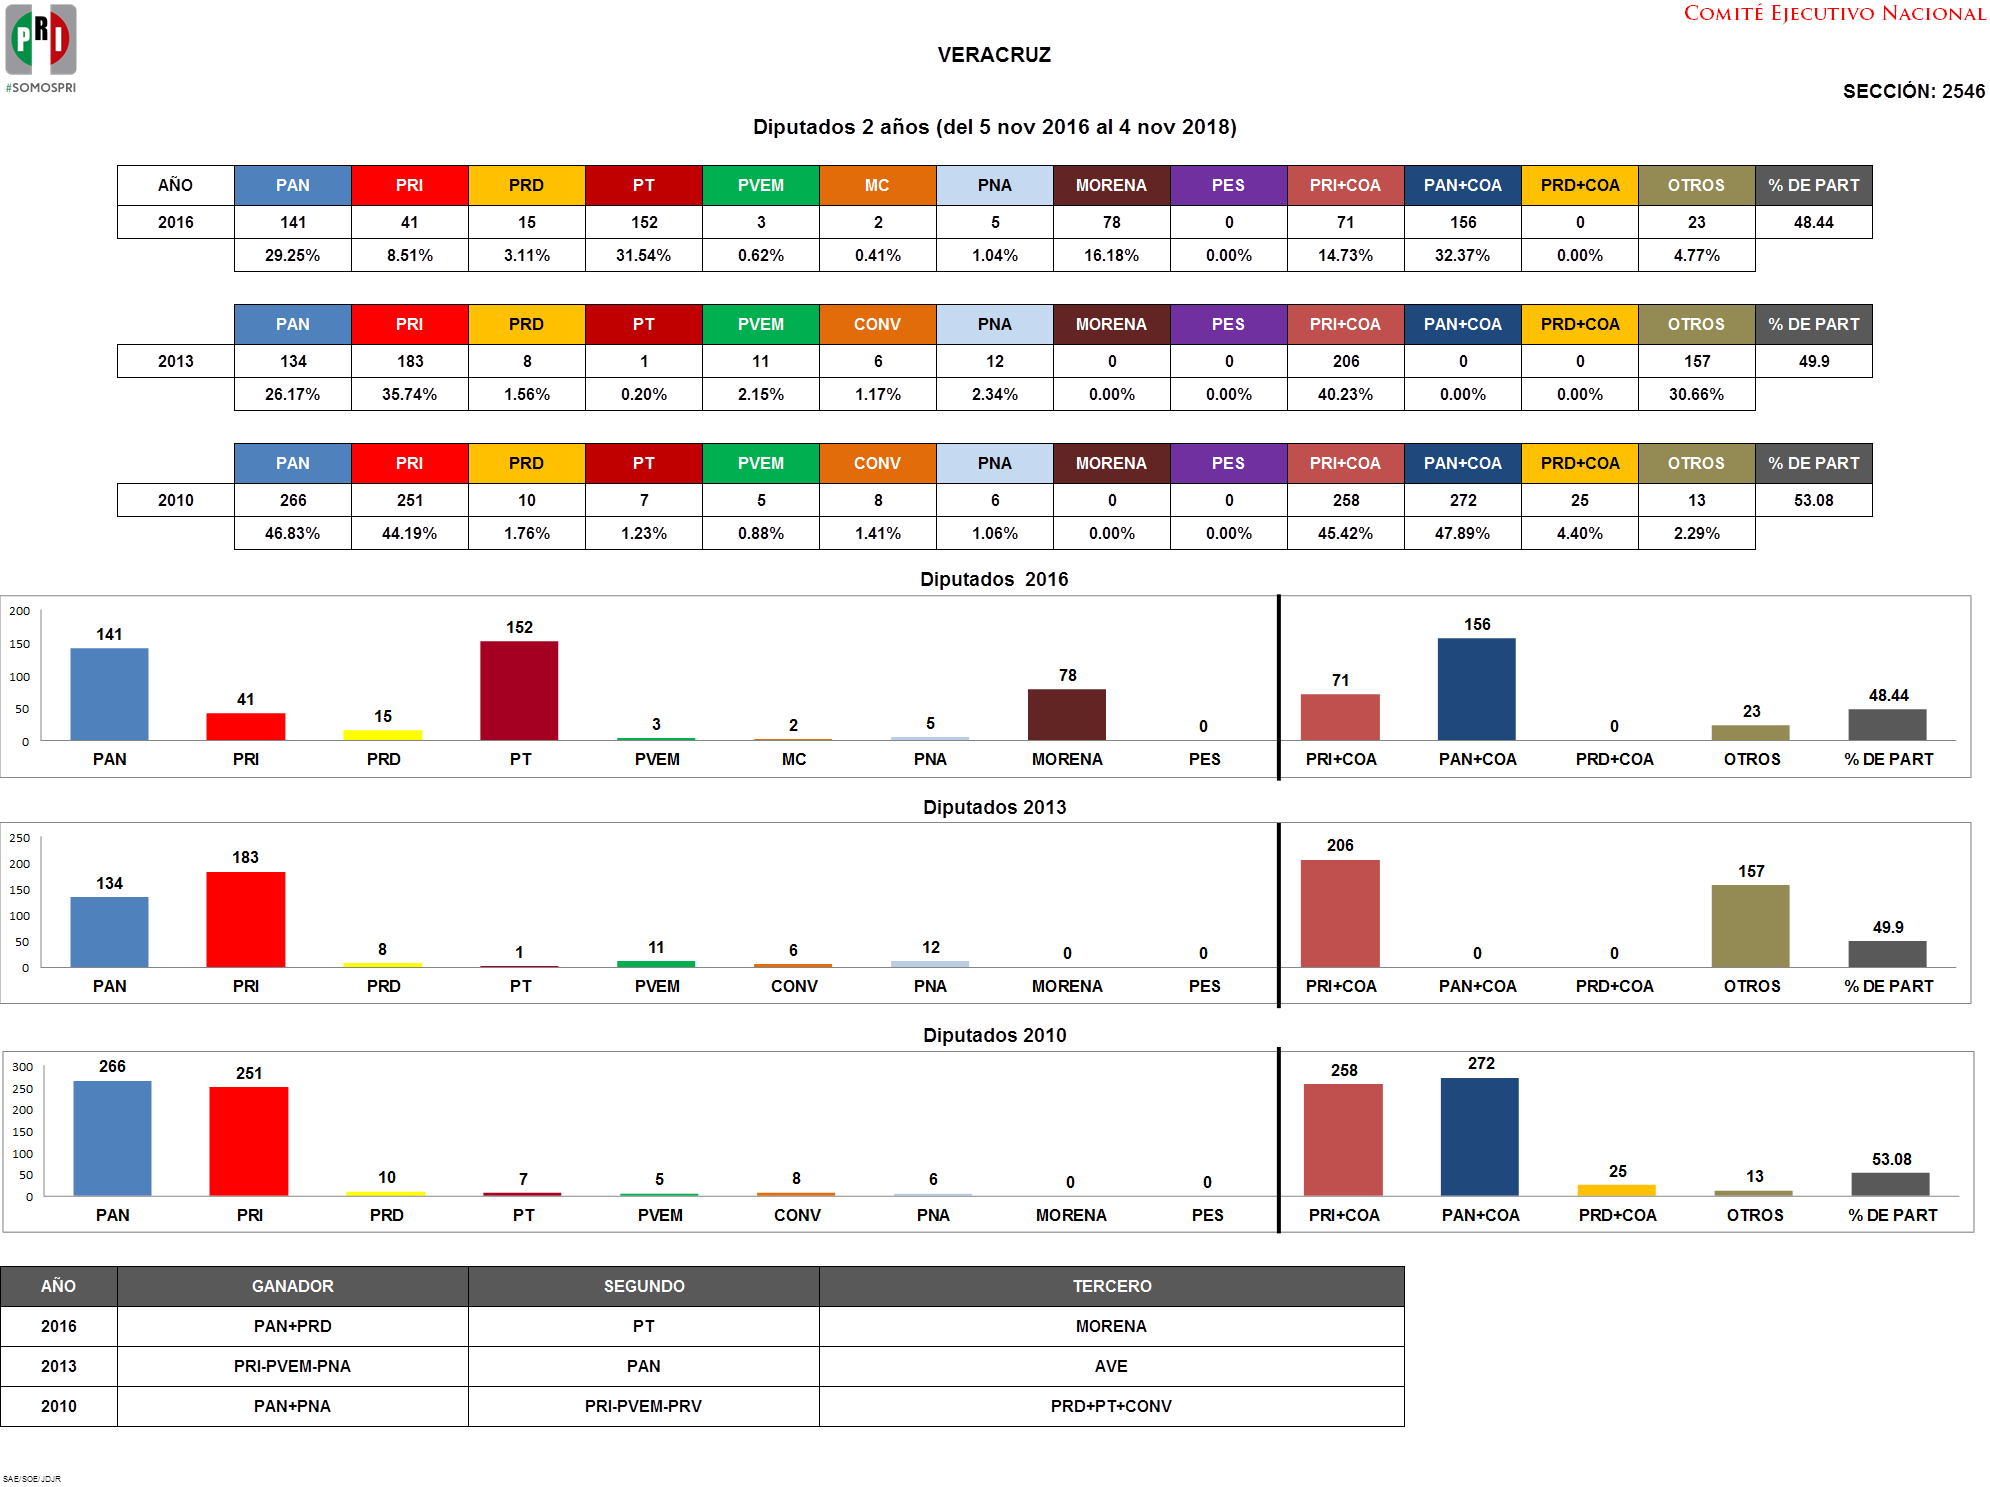 PRI
#SOMOSPRI
COMITÉ EJECUTIVO NACIONAL
VERACRUZ
SECCIÓN: 2546
Diputados 2 años (del 5 nov 2016 al 4 nov 2018)
AÑO PAN PRI PRD PT PVEM MC PNA MORENA PES PRI+COA PAN+COA PRD+COA OTROS % DE PART
2016 141 41 15 152 3 2 5 78 0 71 156 0 23 48.44
29.25% 8.51% 3.11% 31.54% 0.62% 0.41% 1.04% 16.18% 0.00% 14.73% 32.37% 0.00% 4.77%
PAN PRI PRD PT PVEM CONV PNA MORENA PES PRI+COA PAN+COA PRD+COA OTROS % DE PART
2013 134 183 8 1 11 6 12 0 0 206 0 0 157 49.9
26.17% 35.74% 1.56% 0.20% 2.15% 1.17% 2.34% 0.00% 0.00% 40.23% 0.00% 0.00% 30.66%
PAN PRI PRD PT PVEM CONV PNA MORENA PES PRI+COA PAN+COA PRD+COA OTROS % DE PART
2010 266 251 10 7 5 8 6 0 0 258 272 25 13 53.08
46.83% 44.19% 1.76% 1.23% 0.88% 1.41% 1.06% 0.00% 0.00% 45.42% 47.89% 4.40% 2.29%
Diputados 2016
200
150
100
50
0
141 41 15 152 3 2 5 78 0 71 156 0 23 48.44
PAN PRI PRD PT PVEM MC PNA MORENA PES PRI+COA PAN+COA PRD+COA OTROS % DE PART
Diputados 2013
250
200
150
100
50
0
134 183 8 1 11 6 12 0 0 206 0 0 157 49.9
PAN PRI PRD PT PVEM CONV PNA MORENA PES PRI+COA PAN+COA PRD+COA OTROS % DE PART
Diputados 2010
300
250
200
150
100
50
0
266 251 10 7 5 8 6 0 0 258 272 25 13 53.08
PAN PRI PRD PT PVEM CONV PNA MORENA PES PRI+COA PAN+COA PRD+COA OTROS % DE PART
AÑO GANADOR SEGUNDO TERCERO
2016 PAN+PRD PT MORENA
2013 PRI-PVEM-PNA PAN AVE
2010 PAN+PNA PRI-PVEM-PRV PRD+PT+CONV
SAE/SOE/JDJR